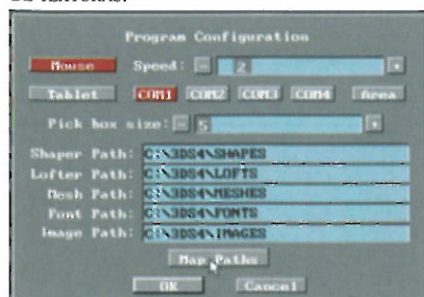 DE TEXTURAS.
Program Configuration
Mouse Speed: - 2 +
Tablet COM1 COM2 COM3 COM4 Area
Pick box size: - 5 +
Shaper Path: C:\3DS4\SHAPES
Lofter Path: C:\3DS4\LOFTS
Mesh Path: C:\3DS4\MESHES
Font Path: C:\3DS4\FONTS
Image Path: C:\3DS4\IMAGES
Map Paths
OK Cancel